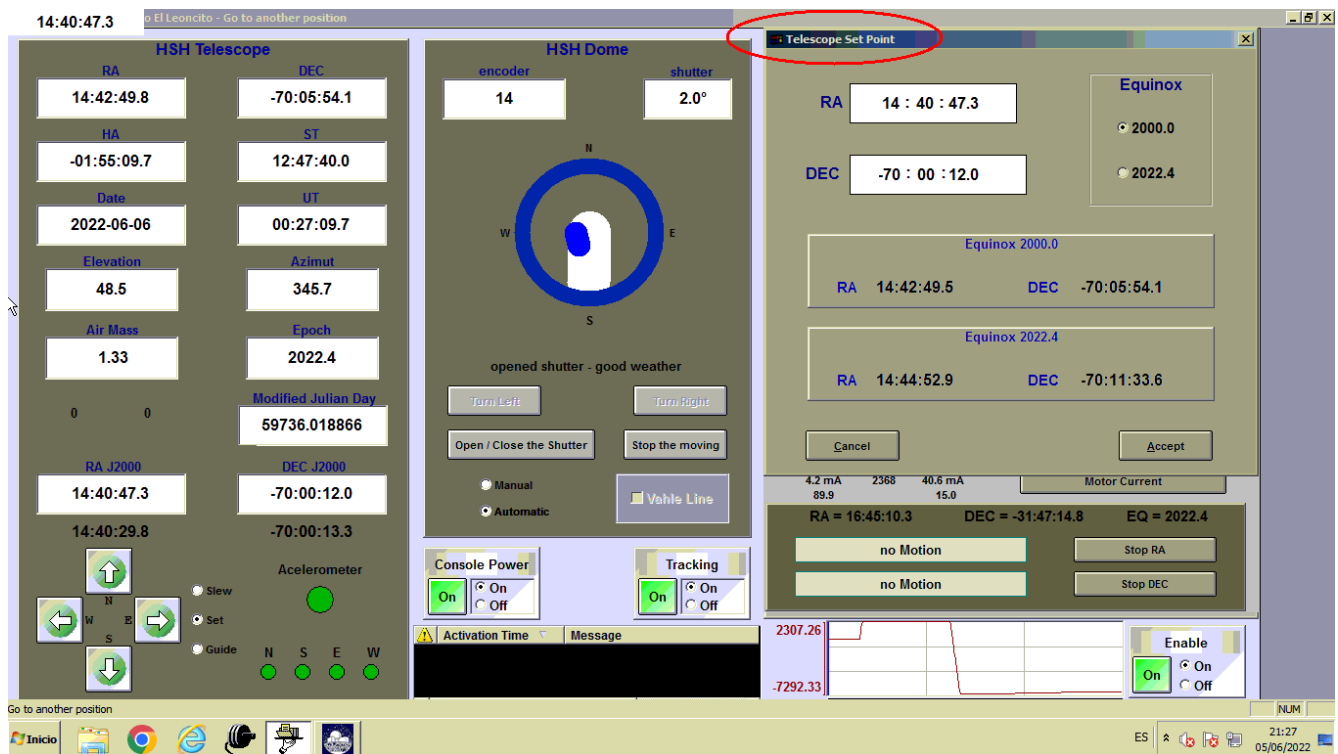 14:40:47.3
o El Leoncito - Go to another position
HSH Telescope
RA
DEC
14:42:49.8
-70:05:54.1
HA
ST
-01:55:09.7
12:47:40.0
Date
UT
2022-06-06
00:27:09.7
Elevation
Azimut
48.5
345.7
Air Mass
Epoch
1.33
2022.4
0 0
Modified Julian Day
59736.018866
RA J2000
DEC J2000
14:40:47.3
-70:00:12.0
14:40:29.8
-70:00:13.3
N
W E
S
Slew
Set
Guide
Acelerometer
N S E W
HSH Dome
encoder
shutter
14
2.0°
N
W
E
S
opened shutter - good weather
Turn Left
Turn Right
Open / Close the Shutter
Stop the moving
Manual
Automatic
Vahle Line
Console Power
On
On
Off
Tracking
On
On
Off
Activation Time
Message
Telescope Set Point
RA
14 : 40 : 47.3
DEC
-70 : 00 : 12.0
Equinox
2000.0
2022.4
Equinox 2000.0
RA 14:42:49.5 DEC -70:05:54.1
Equinox 2022.4
RA 14:44:52.9 DEC -70:11:33.6
Cancel
Accept
4.2 mA 2368 40.6 mA
89.9 15.0
Motor Current
RA = 16:45:10.3 DEC = -31:47:14.8 EQ = 2022.4
no Motion
Stop RA
no Motion
Stop DEC
2307.26
-7292.33
Enable
On
On
Off
Go to another position
NUM
Inicio
ES
21:27
05/06/2022